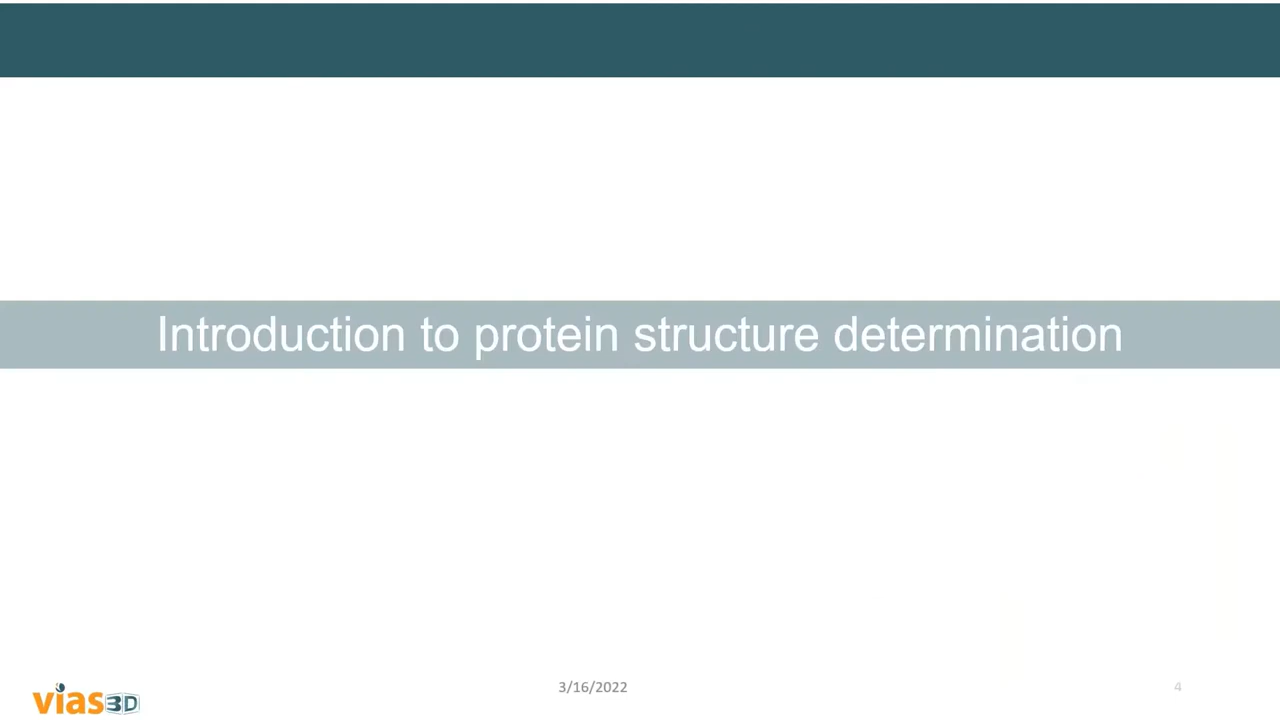 Introduction to protein structure determination
vias3D
3/16/2022
4